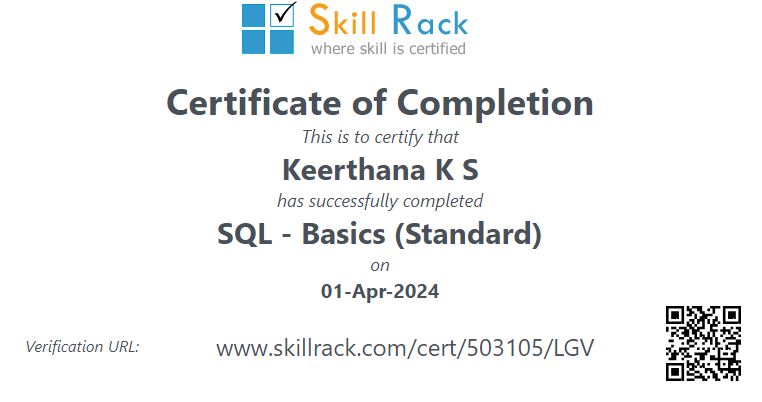 Skill Rack
where skill is certified
Certificate of Completion
This is to certify that
Keerthana K S
has successfully completed
SQL - Basics (Standard)
on
01-Apr-2024
Verification URL: www.skillrack.com/cert/503105/LGV